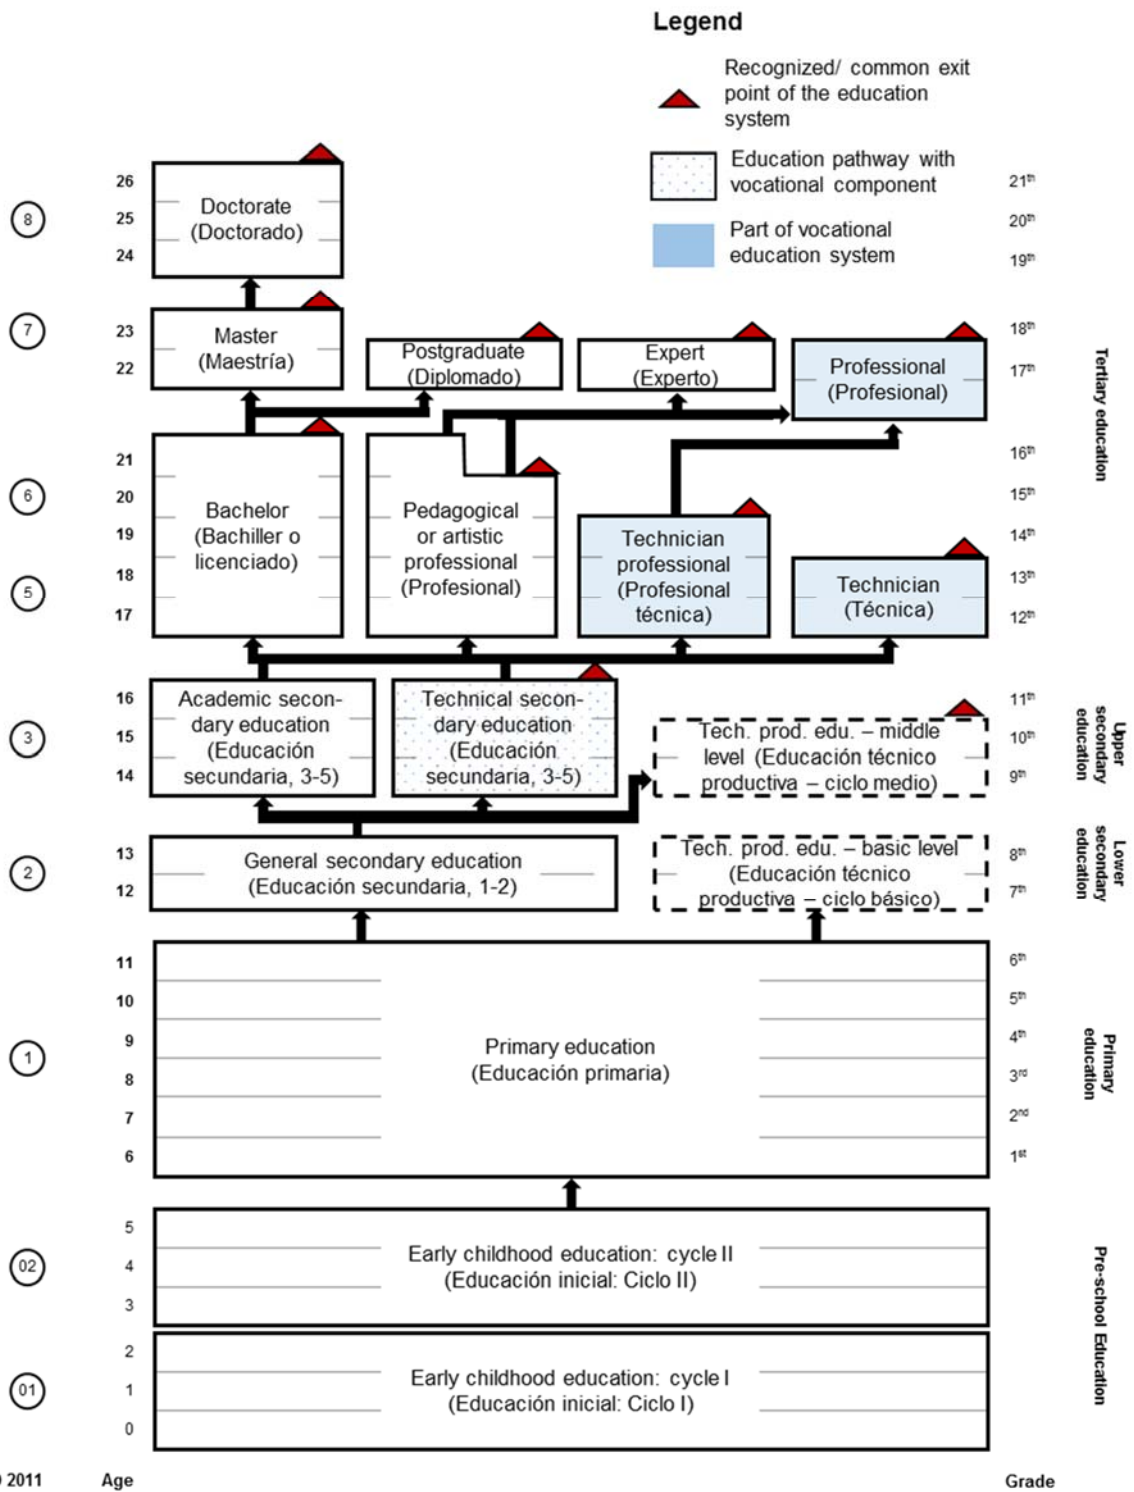 Legend
Recognized/ common exit
point of the education
system
Education pathway with
vocational component
Part of vocational
education system
8
26
25
24
Doctorate
(Doctorado)
21th
20th
19th
7
23
22
Master
(Maestría)
Postgraduate
(Diplomado)
Expert
(Experto)
Professional
(Profesional)
18th
17th
Tertiary education
6
5
21
20
19
18
17
Bachelor
(Bachiller o
licenciado)
Pedagogical
or artistic
professional
(Profesional)
Technician
professional
(Profesional
técnica)
Technician
(Técnica)
16th
15th
14th
13th
12th
3
16
15
14
Academic secon-
dary education
(Educación
secundaria, 3-5)
Technical secon-
dary education
(Educación
secundaria, 3-5)
Tech. prod. edu. – middle
level (Educación técnico
productiva – ciclo medio)
11th
10th
9th
Upper
secondary
education
2
13
12
General secondary education
(Educación secundaria, 1-2)
Tech. prod. edu. – basic level
(Educación técnico
productiva – ciclo básico)
8th
7th
Lower
secondary
education
1
11
10
9
8
7
6
Primary education
(Educación primaria)
6th
5th
4th
3rd
2nd
1st
Primary
education
02
5
4
3
Early childhood education: cycle II
(Educación inicial: Ciclo II)
Pre-school Education
01
2
1
0
Early childhood education: cycle I
(Educación inicial: Ciclo I)
2011
Age
Grade